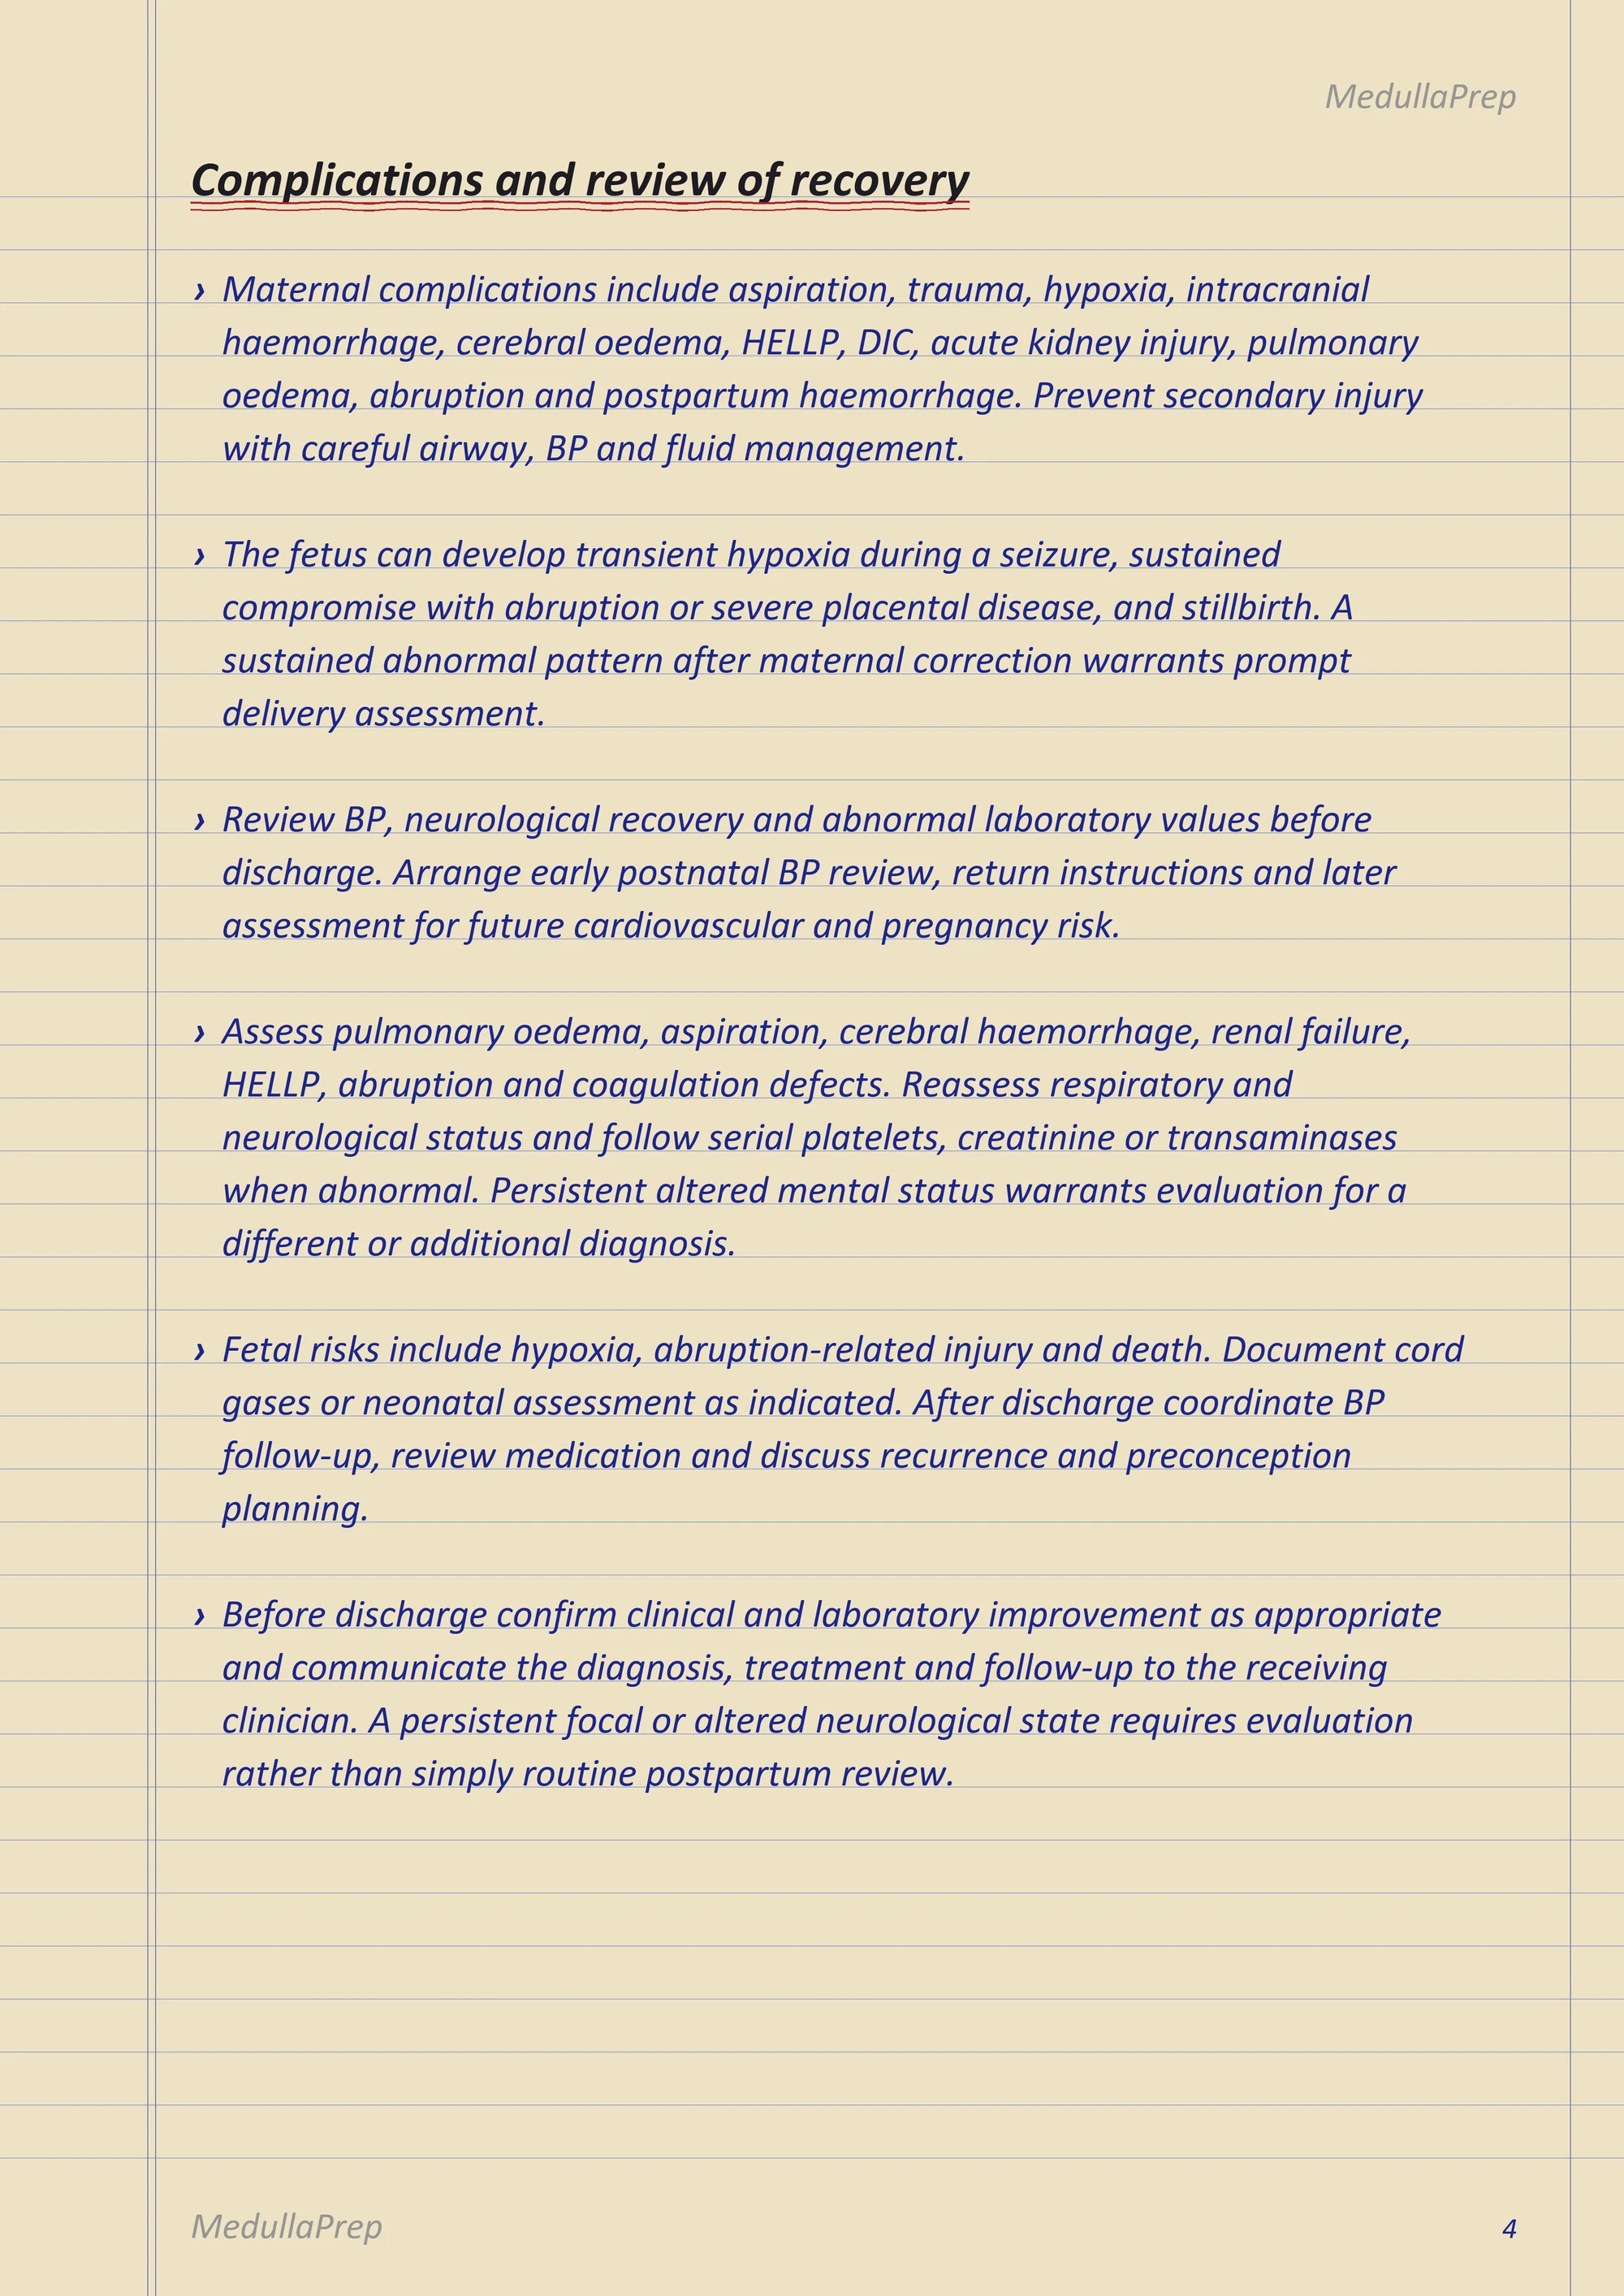 MedullaPrep
Complications and review of recovery
› Maternal complications include aspiration, trauma, hypoxia, intracranial
haemorrhage, cerebral oedema, HELLP, DIC, acute kidney injury, pulmonary
oedema, abruption and postpartum haemorrhage. Prevent secondary injury
with careful airway, BP and fluid management.
› The fetus can develop transient hypoxia during a seizure, sustained
compromise with abruption or severe placental disease, and stillbirth. A
sustained abnormal pattern after maternal correction warrants prompt
delivery assessment.
› Review BP, neurological recovery and abnormal laboratory values before
discharge. Arrange early postnatal BP review, return instructions and later
assessment for future cardiovascular and pregnancy risk.
› Assess pulmonary oedema, aspiration, cerebral haemorrhage, renal failure,
HELLP, abruption and coagulation defects. Reassess respiratory and
neurological status and follow serial platelets, creatinine or transaminases
when abnormal. Persistent altered mental status warrants evaluation for a
different or additional diagnosis.
› Fetal risks include hypoxia, abruption-related injury and death. Document cord
gases or neonatal assessment as indicated. After discharge coordinate BP
follow-up, review medication and discuss recurrence and preconception
planning.
› Before discharge confirm clinical and laboratory improvement as appropriate
and communicate the diagnosis, treatment and follow-up to the receiving
clinician. A persistent focal or altered neurological state requires evaluation
rather than simply routine postpartum review.
MedullaPrep
4